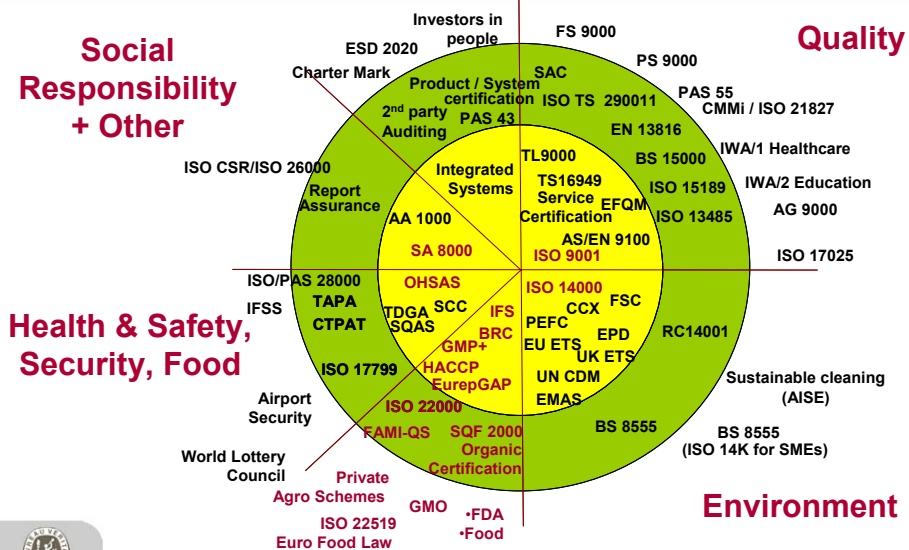 Investors in
people
FS 9000
Quality
Social
Responsibility
+ Other
ESD 2020
Charter Mark
PS 9000
Product / System
certification
SAC
2nd party
Auditing
PAS 43
ISO TS 290011
PAS 55
CMMi / ISO 21827
EN 13816
IWA/1 Healthcare
BS 15000
ISO CSR/ISO 26000
Integrated
Systems
TL9000
TS16949
Service
Certification
EFQM
ISO 15189
IWA/2 Education
Report
Assurance
AA 1000
ISO 13485
AG 9000
SA 8000
AS/EN 9100
ISO 9001
ISO 17025
ISO/PAS 28000
OHSAS
ISO 14000
IFSS
TAPA
CTPAT
TDGA
SQAS
SCC
IFS
BRC
CCX
FSC
PEFC
EPD
RC14001
Health & Safety,
Security, Food
GMP+
EU ETS
UK ETS
ISO 17799
HACCP
EurepGAP
UN CDM
EMAS
Sustainable cleaning
(AISE)
Airport
Security
ISO 22000
FAMI-QS
SQF 2000
Organic
Certification
BS 8555
BS 8555
(ISO 14K for SMEs)
World Lottery
Council
Private
Agro Schemes
GMO
•FDA
•Food
ISO 22519
Euro Food Law
Environment